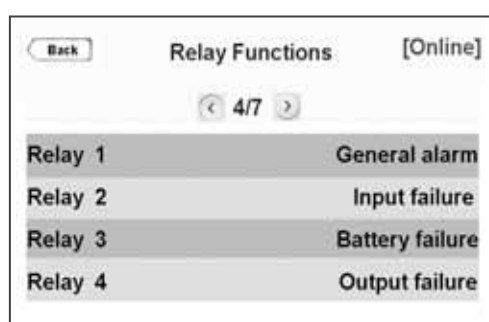 Back Relay Functions [Online]
4/7
Relay 1 General alarm
Relay 2 Input failure
Relay 3 Battery failure
Relay 4 Output failure